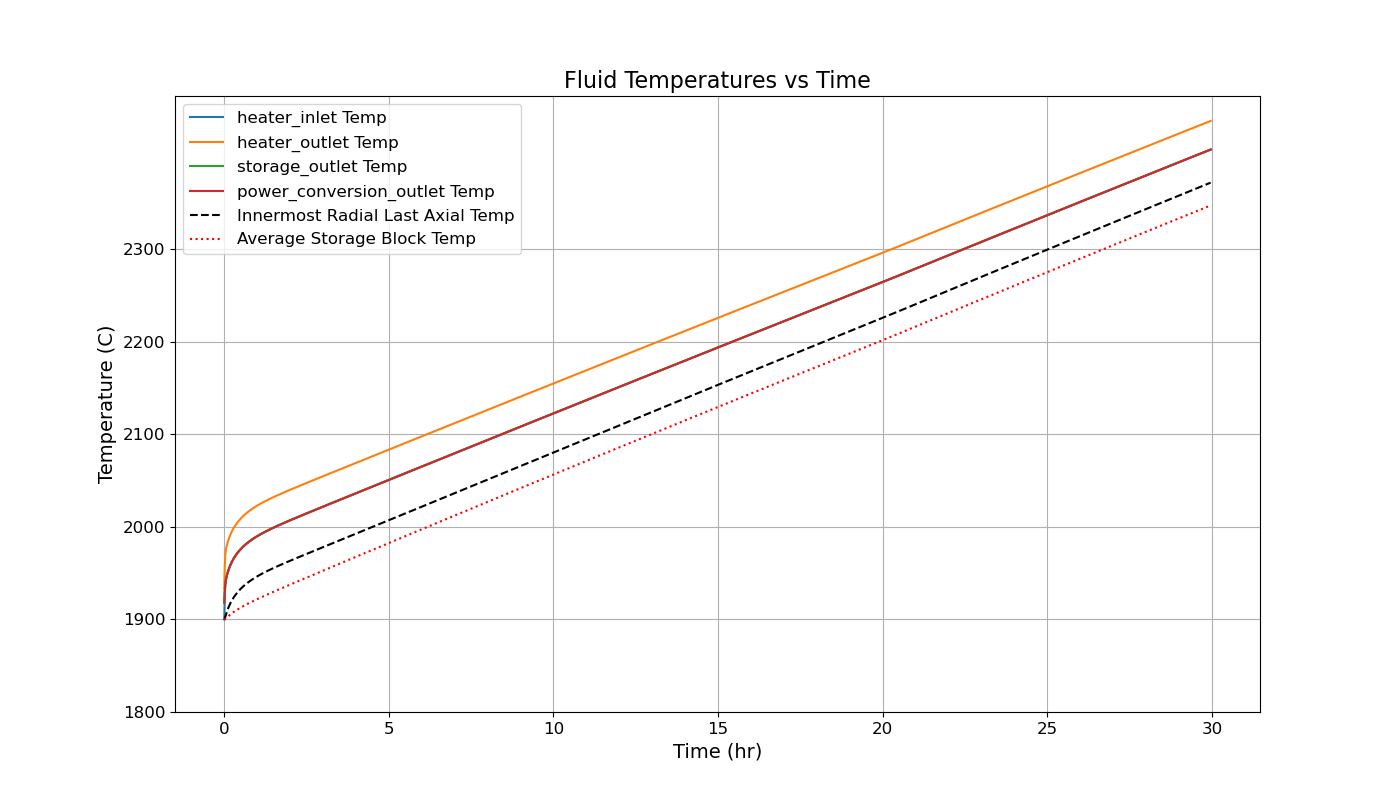 Fluid Temperatures vs Time
heater_inlet Temp
heater_outlet Temp
storage_outlet Temp
power_conversion_outlet Temp
Innermost Radial Last Axial Temp
Average Storage Block Temp
Temperature (C)
2300
2200
2100
2000
1900
1800
0 5 10 15 20 25 30
Time (hr)